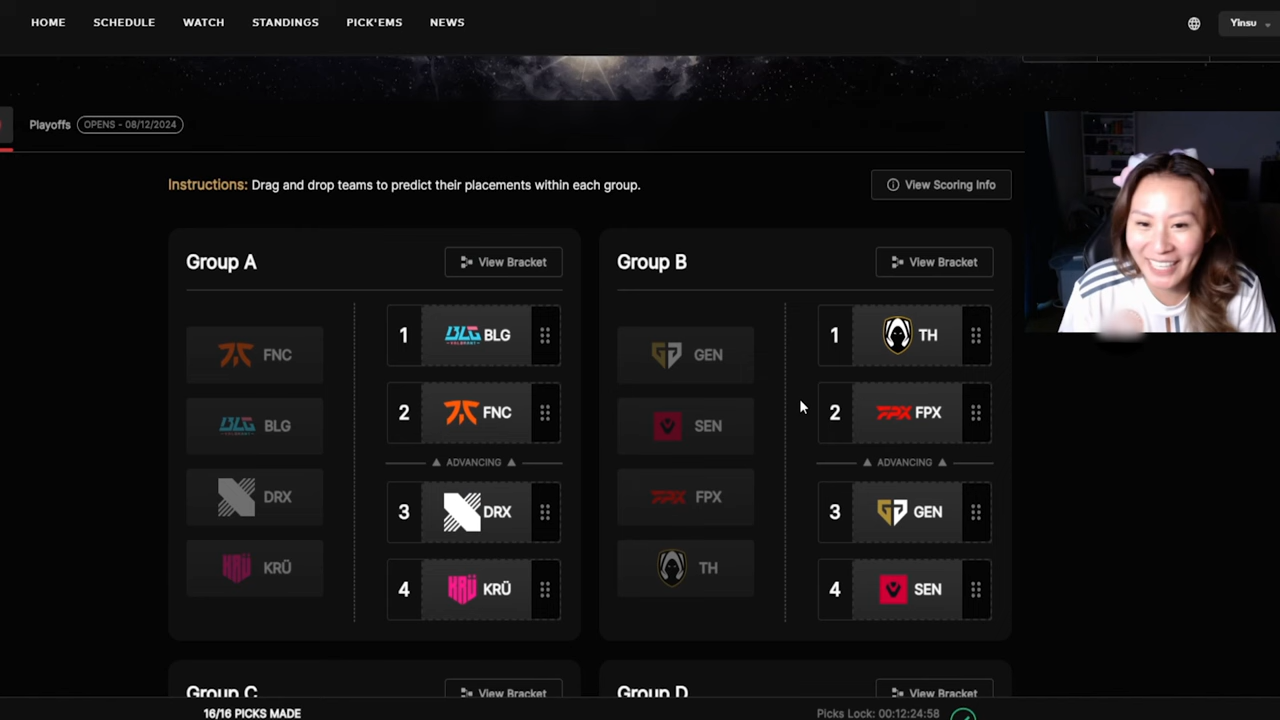 HOME SCHEDULE WATCH STANDINGS PICK'EMS NEWS
Yinsu
Playoffs OPENS - 08/12/2024
Instructions: Drag and drop teams to predict their placements within each group.
View Scoring Info
Group A
View Bracket
FNC
BLG
DRX
KRÜ
1 BLG VALORANT BLG
2 FNC
ADVANCING
3 DRX
4 KRÜ KRÜ
Group B
View Bracket
GEN
SEN
FPX
TH
1 TH
2 FPX FPX
ADVANCING
3 GEN
4 SEN
Group C
View Bracket
Group D
View Bracket
16/16 PICKS MADE
Picks Lock: 00:12:24:58